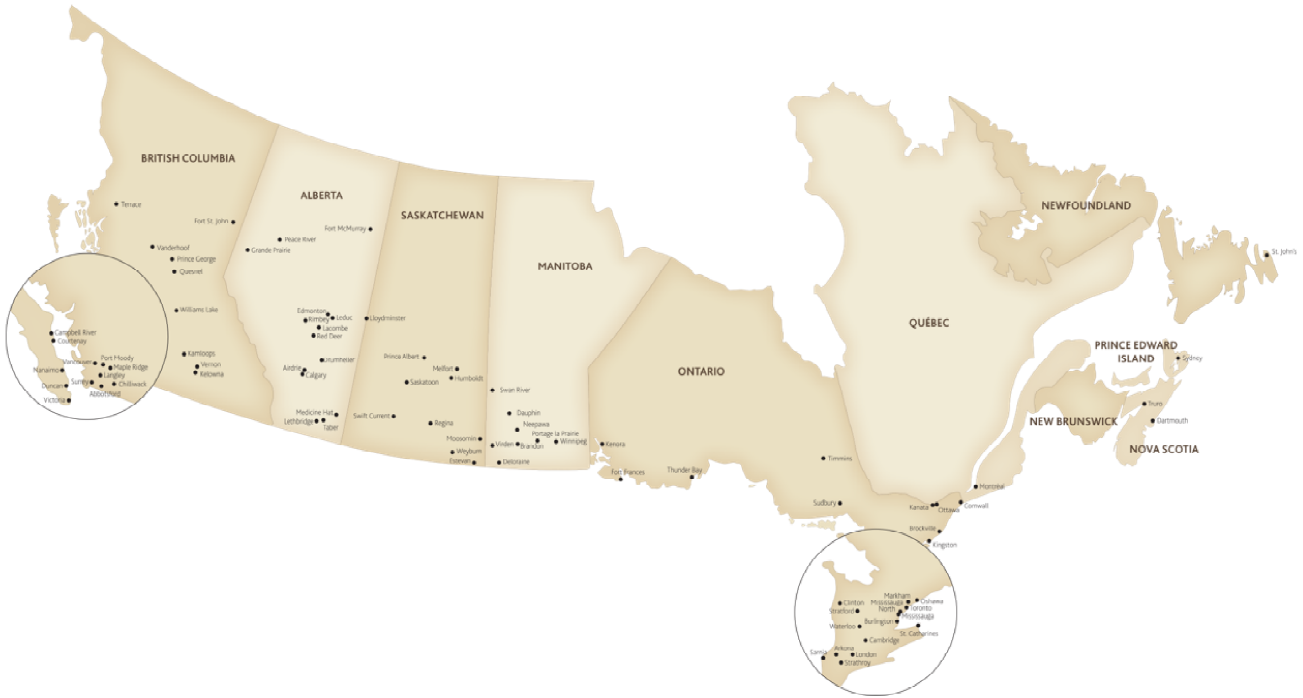 BRITISH COLUMBIA
Terrace
Fort St. John
Vanderhoof
Prince George
Quesnel
Williams Lake
Kamloops
Vernon
Kelowna
Campbell River
Courtenay
Vancouver
Port Moody
Maple Ridge
Nanaimo
Langley
Duncan
Surrey
Chilliwack
Abbotsford
Victoria
ALBERTA
Fort McMurray
Peace River
Grande Prairie
Edmonton
Leduc
Rimbey
Lacombe
Red Deer
Drumheller
Airdrie
Calgary
Medicine Hat
Lethbridge
Taber
SASKATCHEWAN
Lloydminster
Prince Albert
Melfort
Humboldt
Saskatoon
Swift Current
Regina
Moosomin
Weyburn
Estevan
MANITOBA
Swan River
Dauphin
Neepawa
Portage la Prairie
Winnipeg
Virden
Brandon
Deloraine
ONTARIO
Kenora
Fort Frances
Thunder Bay
Timmins
Sudbury
Kanata
Ottawa
Cornwall
Brockville
Kingston
Markham
Mississauga
Oshawa
Clinton
North
Toronto
Stratford
Mississauga
Burlington
Waterloo
St. Catharines
Cambridge
Sarnia
Arkona
London
Strathroy
QUÉBEC
Montreal
NEWFOUNDLAND
St. John's
PRINCE EDWARD
ISLAND
Sydney
NEW BRUNSWICK
Truro
Dartmouth
NOVA SCOTIA